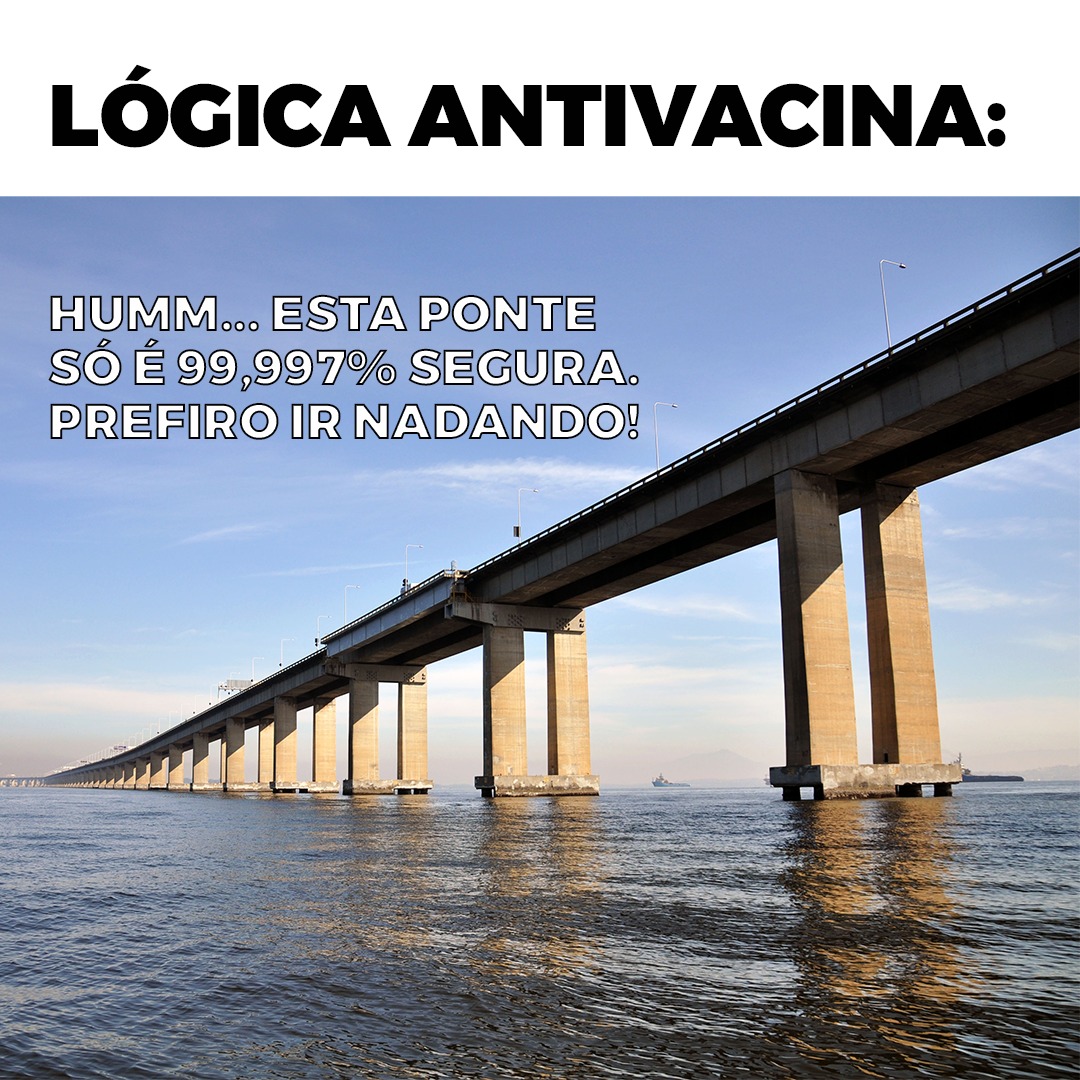 LÓGICA ANTIVACINA:
HUMM... ESTA PONTE
SÓ É 99,997% SEGURA.
PREFIRO IR NADANDO!